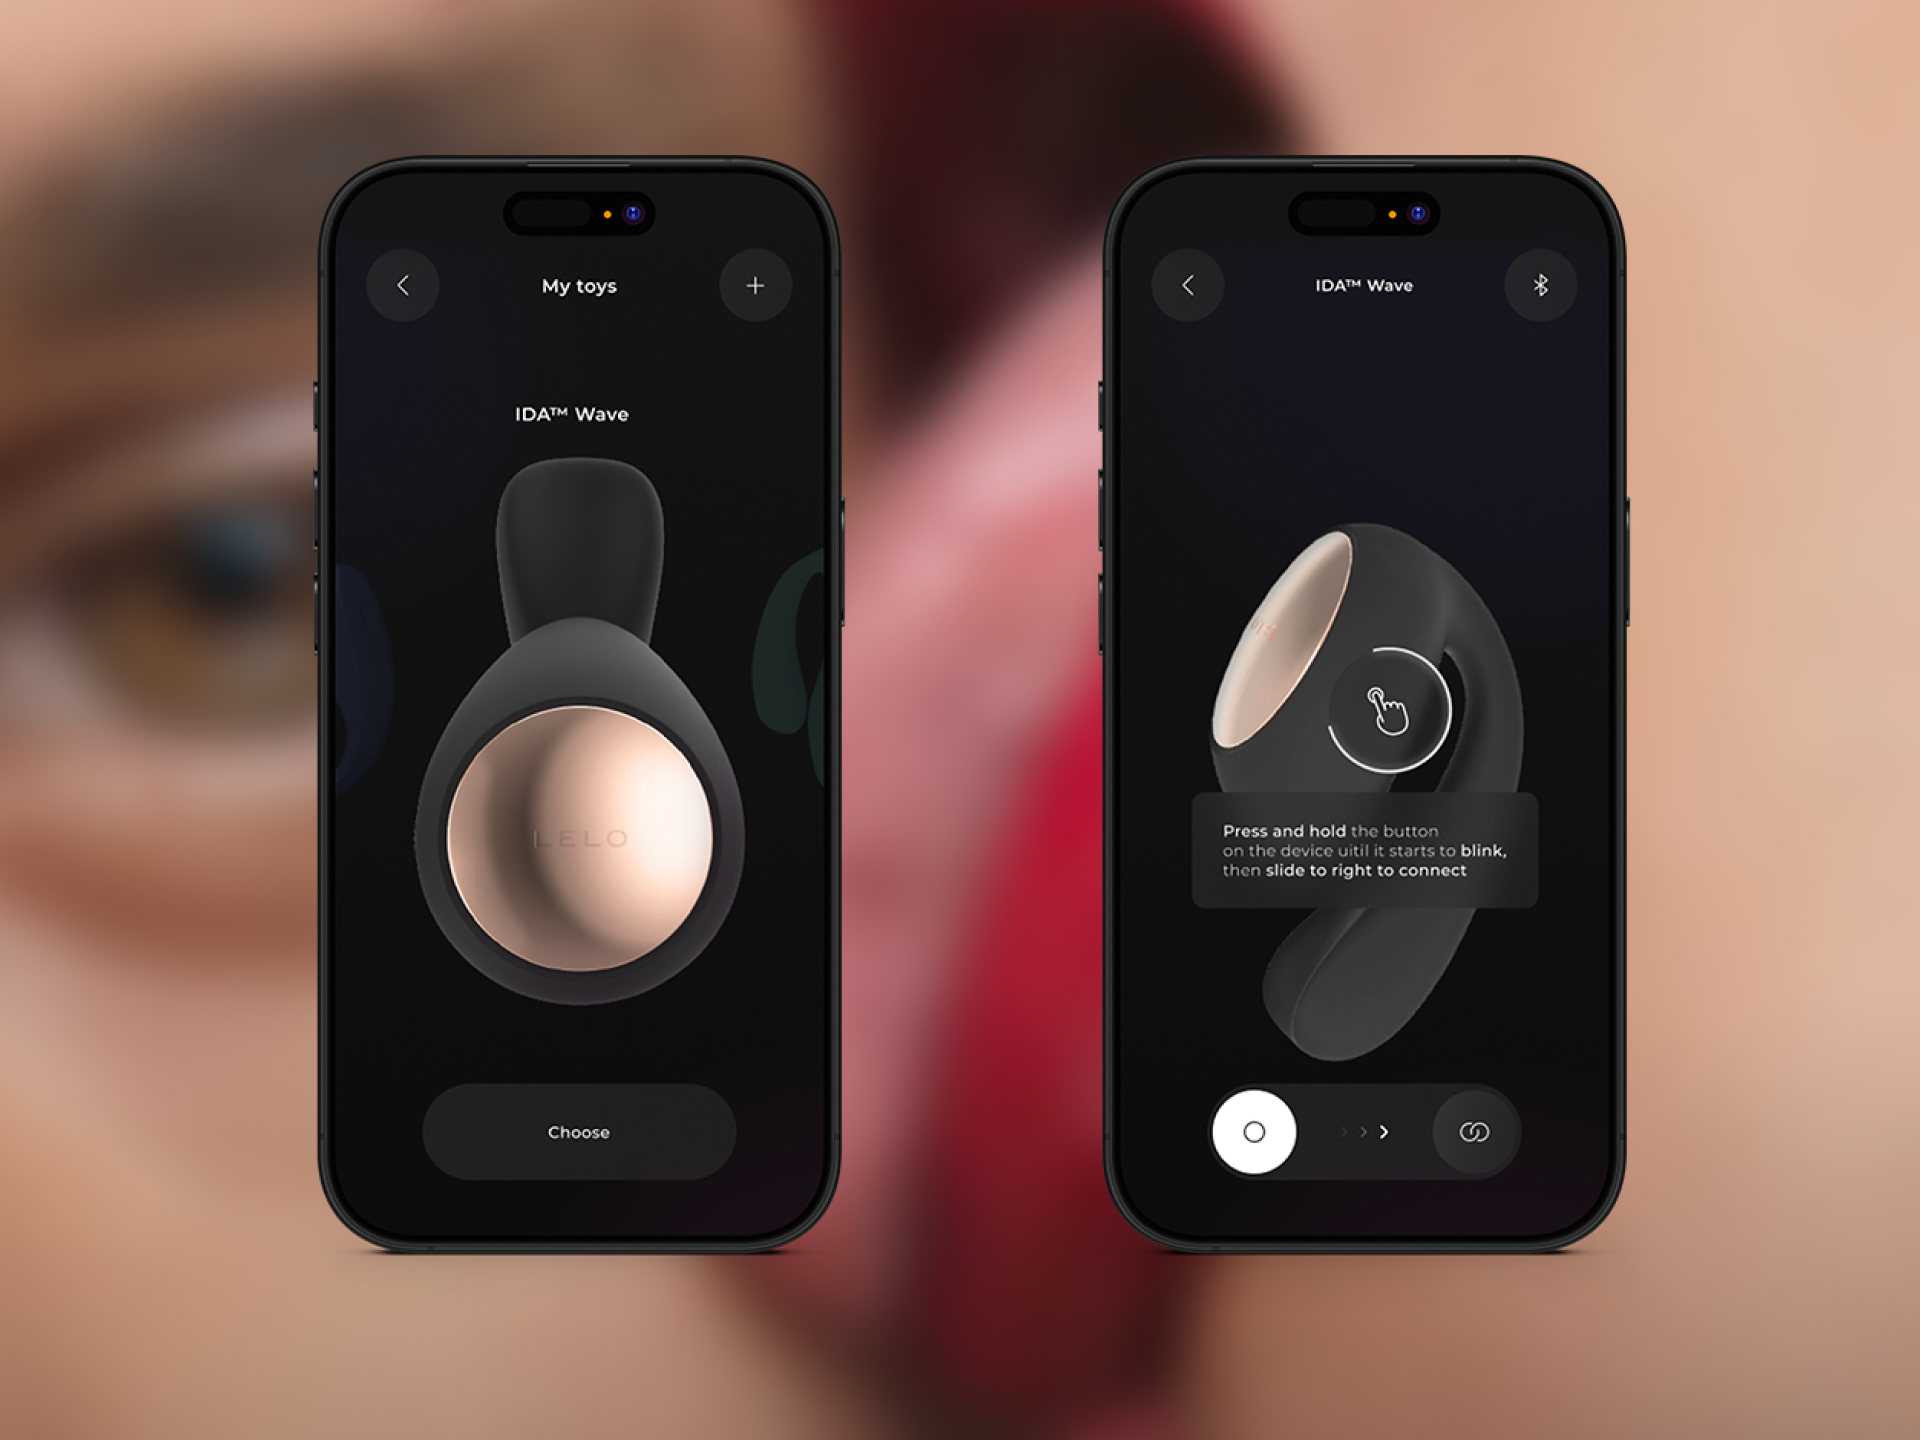 My toys
IDA™ Wave
LELO
Choose
IDA™ Wave
Press and hold the button
on the device uitil it starts to blink,
then slide to right to connect